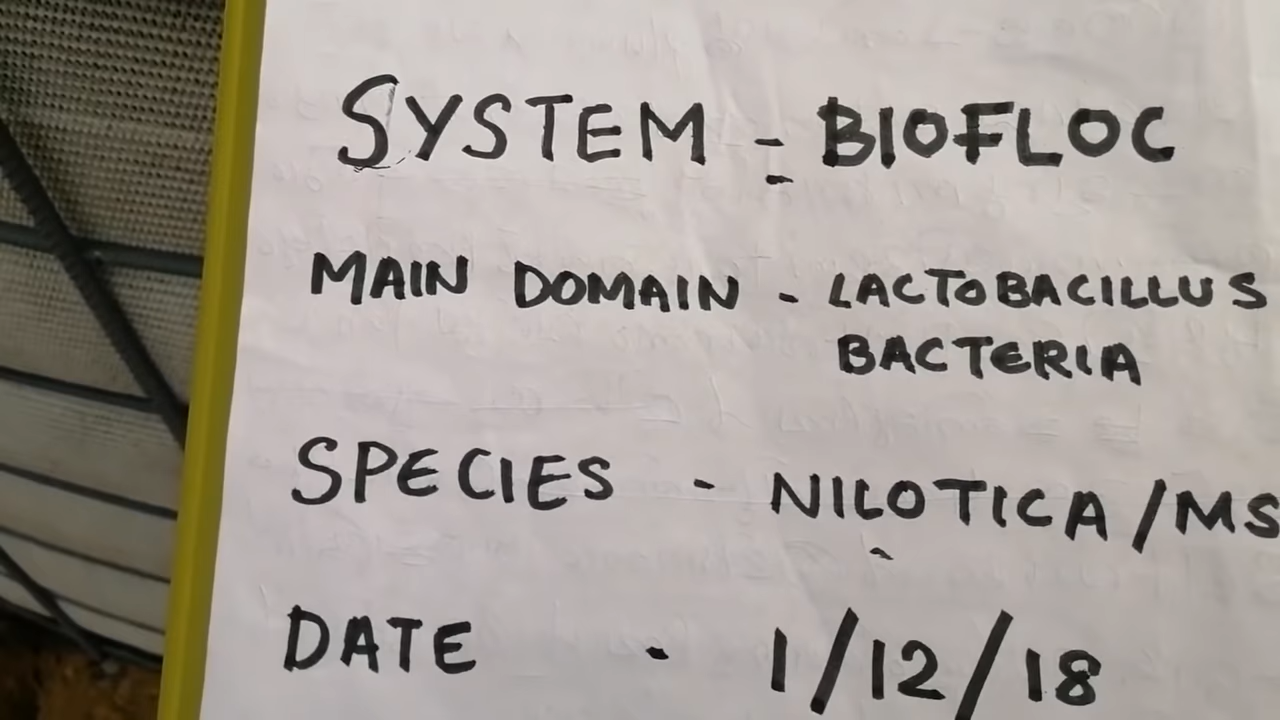 SYSTEM - BIOFLOC
MAIN DOMAIN - LACTOBACILLUS
BACTERIA
SPECIES - NILOTICA/MS
DATE - 1/12/18